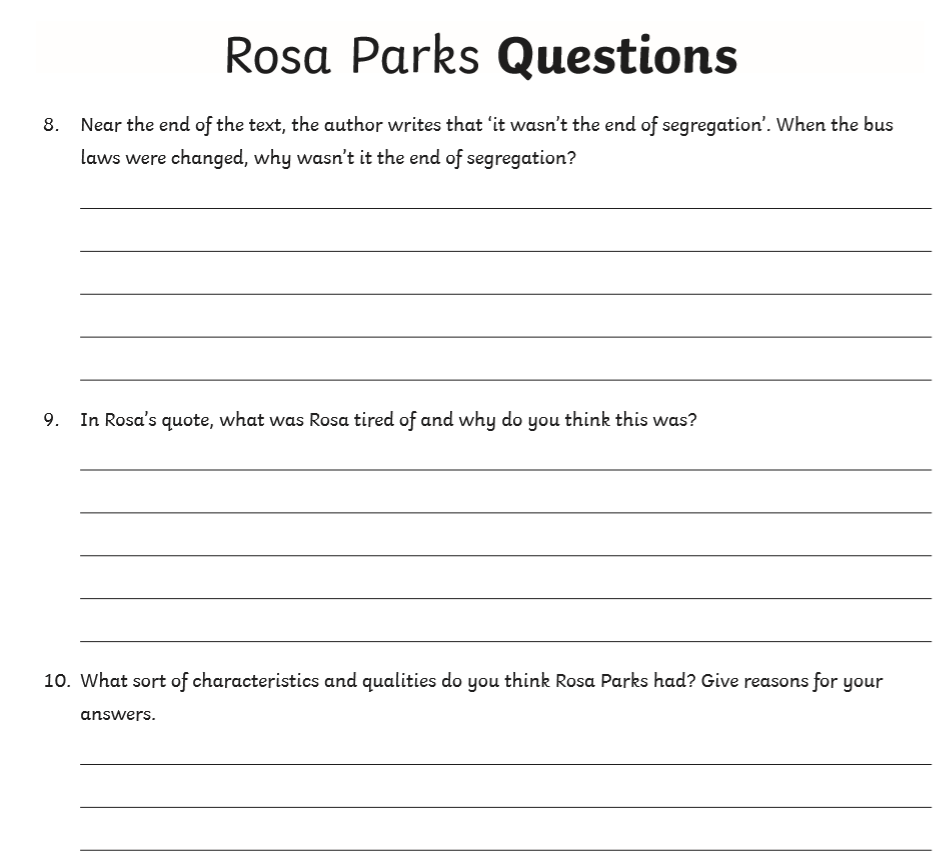 Rosa Parks Questions
8. Near the end of the text, the author writes that ‘it wasn’t the end of segregation’. When the bus
laws were changed, why wasn’t it the end of segregation?
9. In Rosa’s quote, what was Rosa tired of and why do you think this was?
10. What sort of characteristics and qualities do you think Rosa Parks had? Give reasons for your
answers.